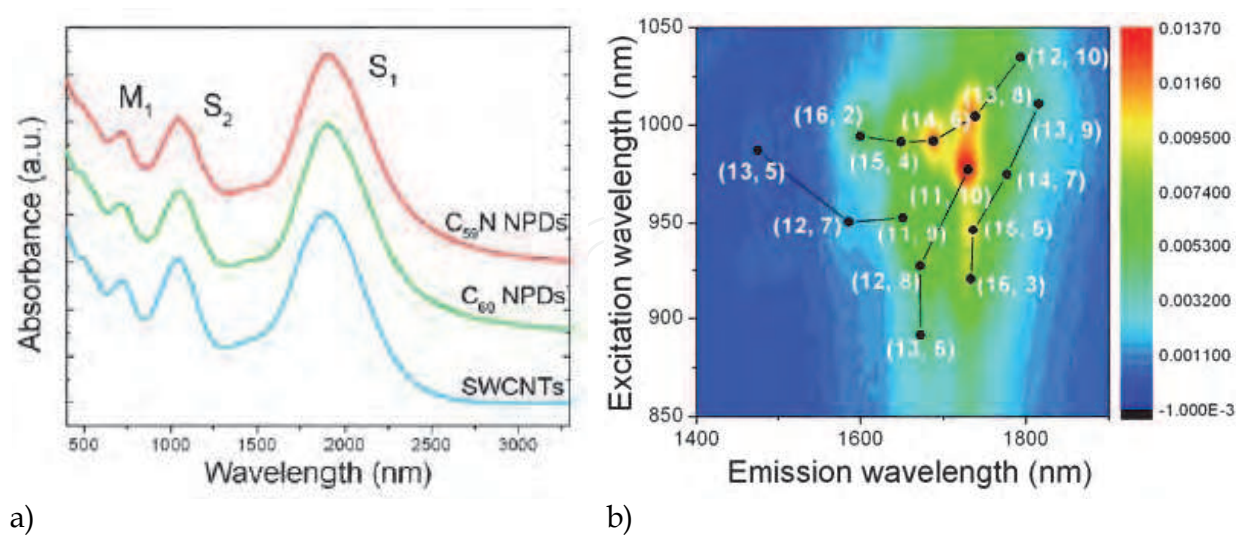 M₁
S₂
S₁
C₅₉N NPDs
C₆₀ NPDs
SWCNTs
Absorbance (a.u.)
500 1000 1500 2000 2500 3000
Wavelength (nm)
a)
1050
1000
950
900
850
Excitation wavelength (nm)
(12, 10)
(13, 8)
(16, 2)
(14, 6)
(13, 9)
(15, 4)
(13, 5)
(14, 7)
(11, 10)
(12, 7)
(11, 9)
(15, 5)
(12, 8)
(16, 3)
(13, 6)
1400 1600 1800
Emission wavelength (nm)
0.01370
0.01160
0.009500
0.007400
0.005300
0.003200
0.001100
-1.000E-3
b)